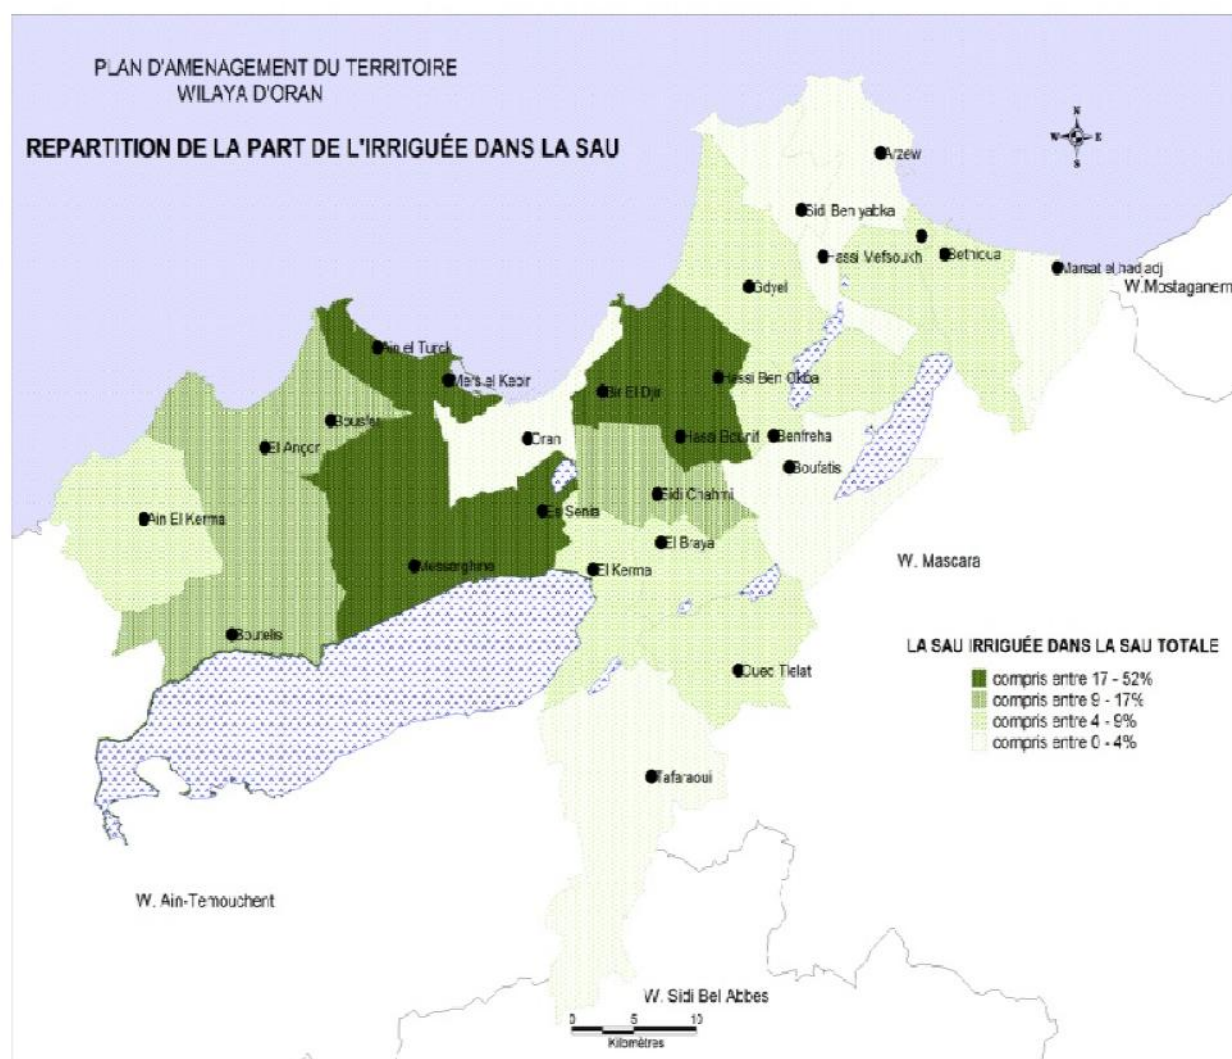 PLAN D'AMENAGEMENT DU TERRITOIRE
WILAYA D'ORAN
REPARTITION DE LA PART DE L'IRRIGUÉE DANS LA SAU
N
W E
S
Arzew
Sidi Ben yabka
Hassi Mefsoukh
Bethioua
Marsat el hadjadj
W.Mostaganem
Gdyel
Ain el Turck
Mers el Kebir
Bir El Djir
Hassi Ben Okba
Bousfer
El Ançor
Oran
Hassi Bounif
Benfreha
Boufatis
Sidi Chahmi
Ain El Kerma
Es Senia
El Braya
Messerghine
El Kerma
W. Mascara
Boutelis
Oued Tlelat
LA SAU IRRIGUÉE DANS LA SAU TOTALE
compris entre 17 - 52%
compris entre 9 - 17%
compris entre 4 - 9%
compris entre 0 - 4%
Tafaraoui
W. Ain-Temouchent
W. Sidi Bel Abbes
0 5 10
Kilomètres